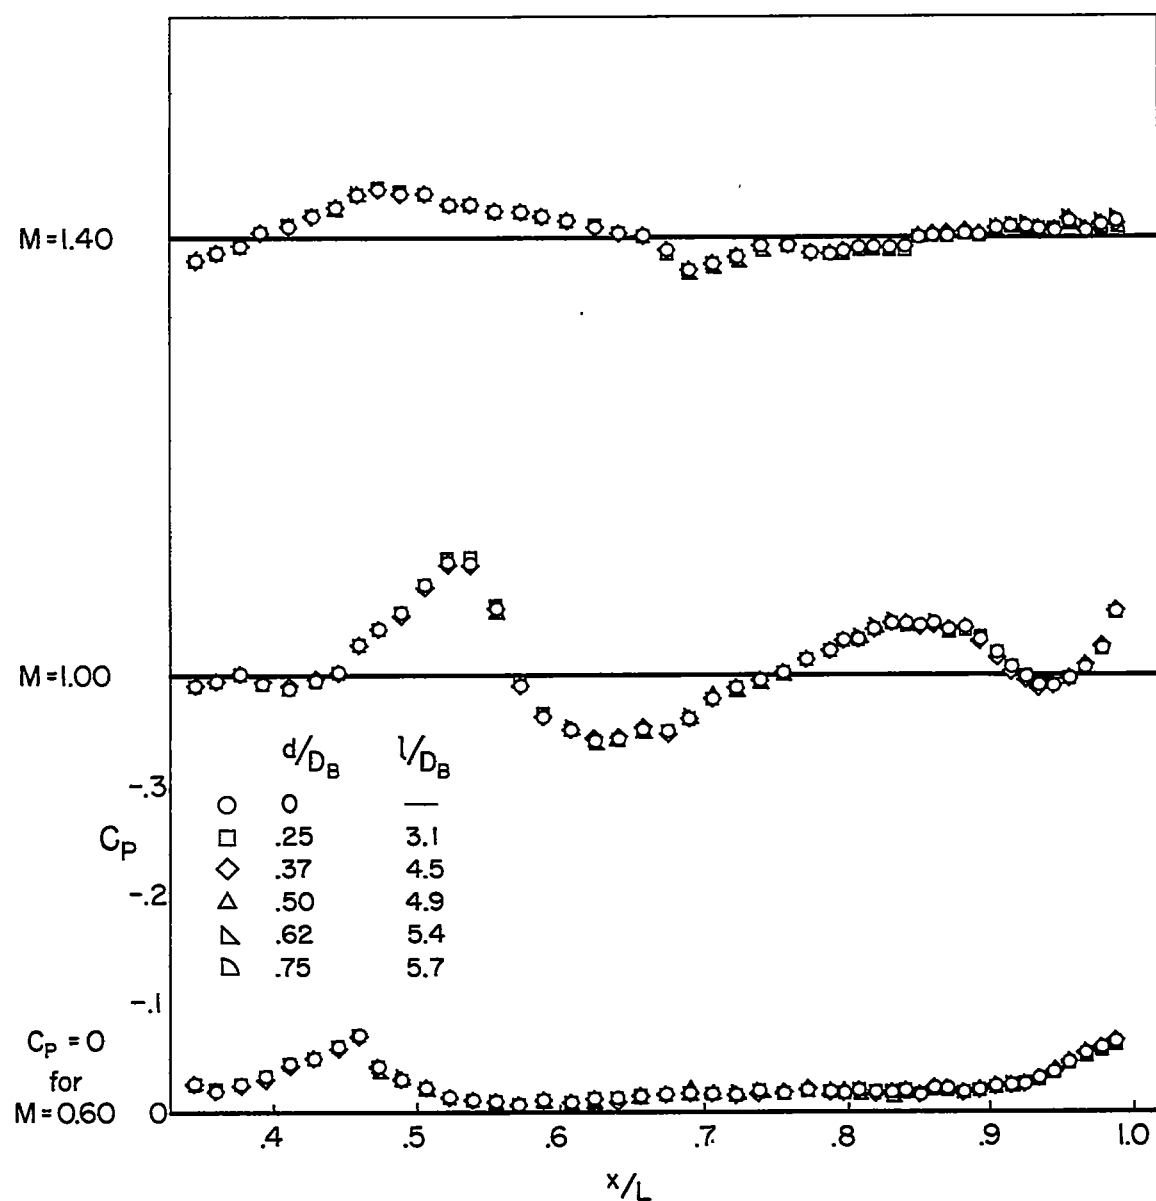 M=1.40
M=1.00
d/D_B l/D_B
-.3
0 —
C_P
.25 3.1
.37 4.5
-.2
.50 4.9
.62 5.4
.75 5.7
-.1
C_P = 0
for
M=0.60 0
.4 .5 .6 .7 .8 .9 1.0
x/L